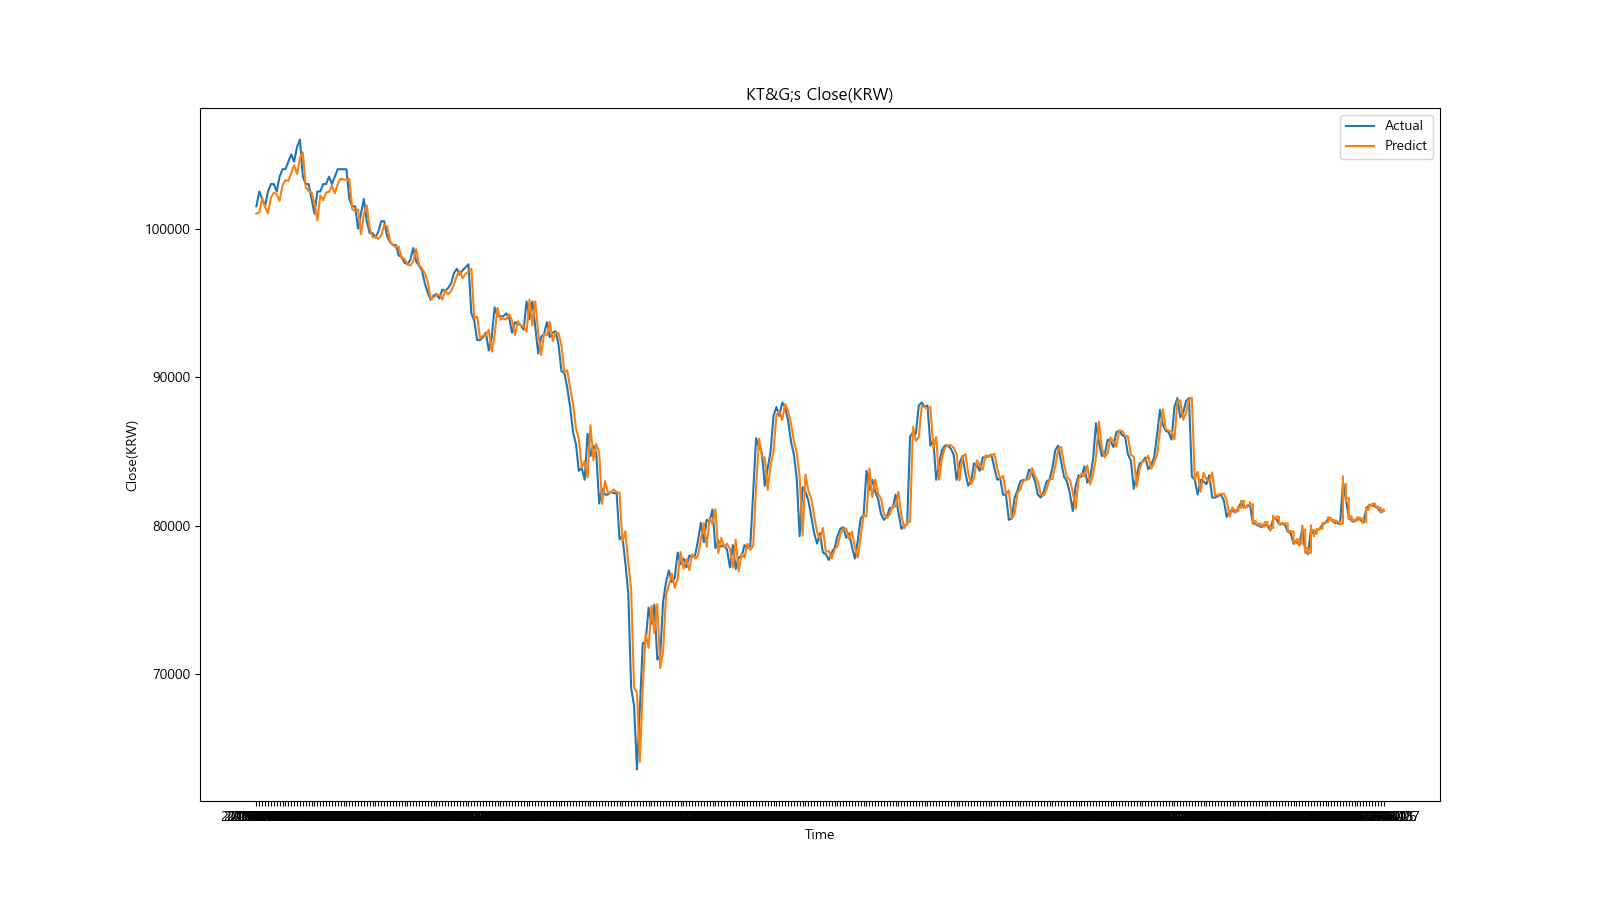 KT&G;s Close(KRW)
Actual
Predict
100000
90000
80000
70000
Close(KRW)
Time